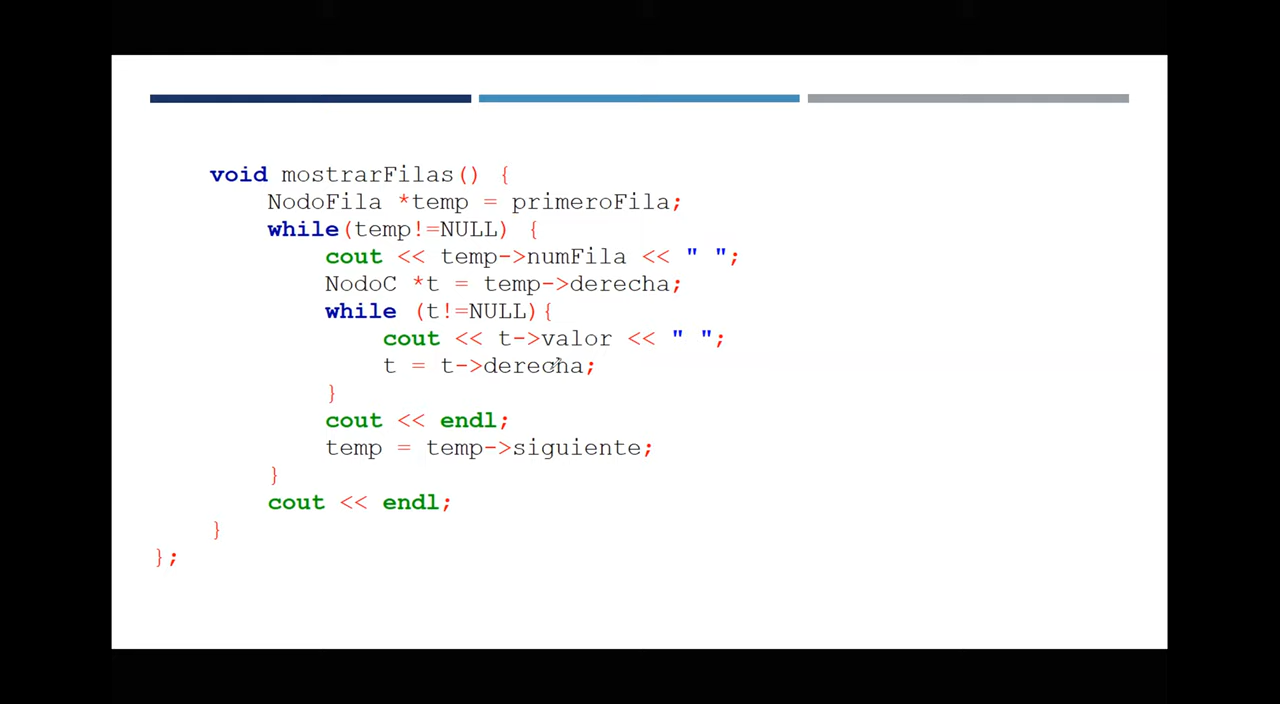 void mostrarFilas() {
NodoFila *temp = primeroFila;
while(temp!=NULL) {
cout << temp->numFila << " ";
NodoC *t = temp->derecha;
while (t!=NULL){
cout << t->valor << " ";
t = t->derecha;
}
cout << endl;
temp = temp->siguiente;
}
cout << endl;
}
};